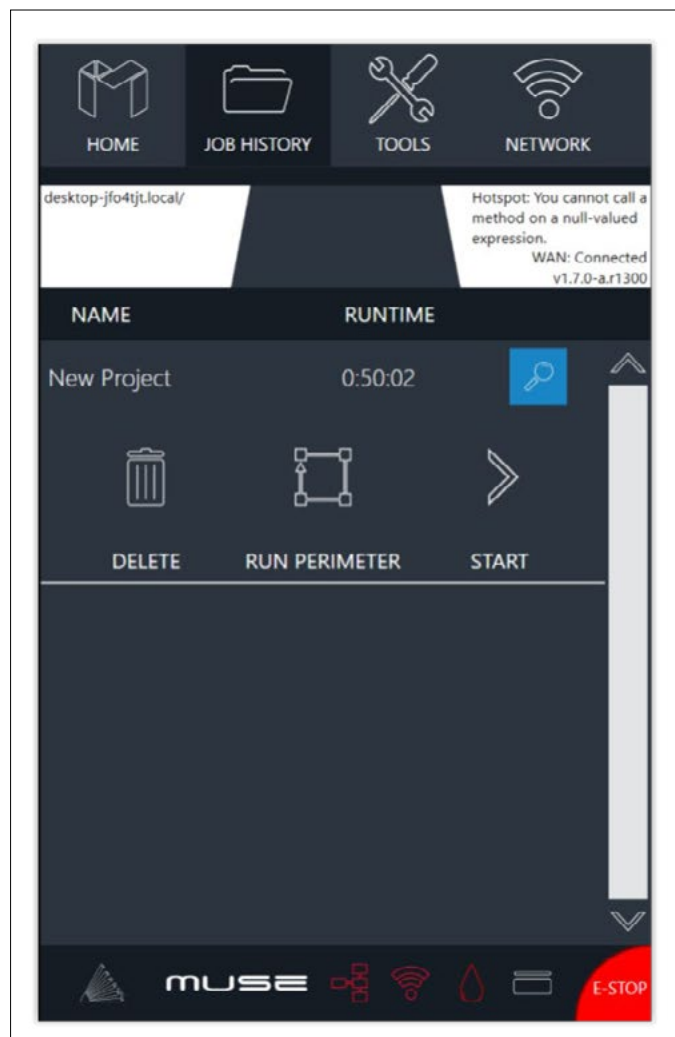 HOME JOB HISTORY TOOLS NETWORK
desktop-jfo4tjt.local/
Hotspot: You cannot call a
method on a null-valued
expression.
WAN: Connected
v1.7.0-a.r1300
NAME RUNTIME
New Project 0:50:02
DELETE RUN PERIMETER START
muse E-STOP